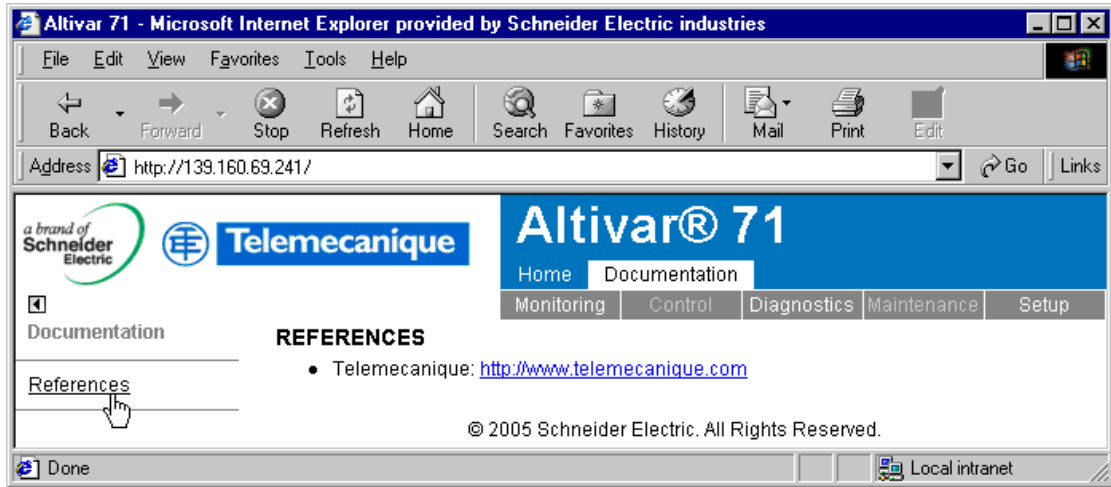 Altivar 71 - Microsoft Internet Explorer provided by Schneider Electric industries
File Edit View Favorites Tools Help
Back Forward Stop Refresh Home Search Favorites History Mail Print Edit
Address http://139.160.69.241/ Go Links
a brand of
Schneider
Electric
Telemecanique
Altivar® 71
Home Documentation
Monitoring Control Diagnostics Maintenance Setup
Documentation
References
REFERENCES
• Telemecanique: http://www.telemecanique.com
© 2005 Schneider Electric. All Rights Reserved.
Done Local intranet